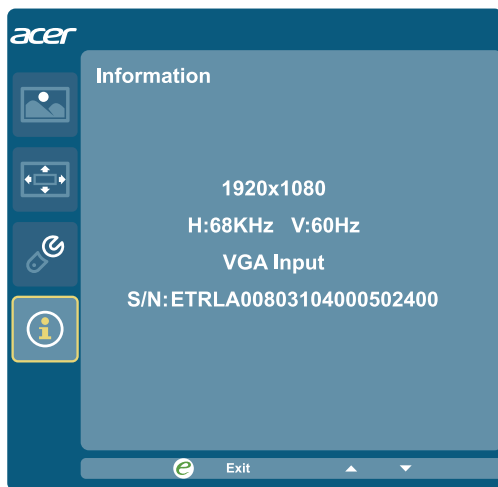 acer
Information
1920x1080
H:68KHz V:60Hz
VGA Input
S/N:ETRLA00803104000502400
e Exit